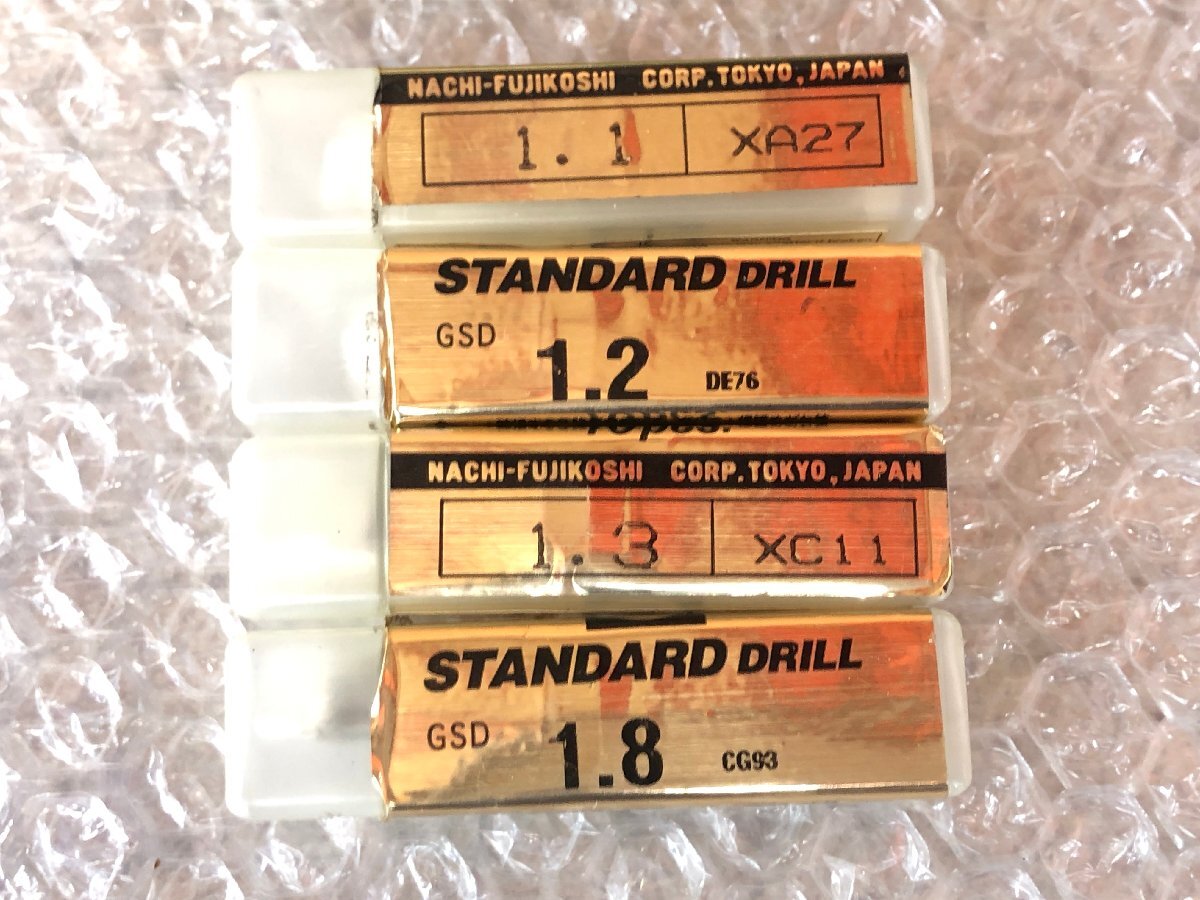 NACHI-FUJIKOSHI CORP. TOKYO, JAPAN
1.1 XA27
STANDARD DRILL
GSD 1.2 DE76
10pcs.
NACHI-FUJIKOSHI CORP. TOKYO, JAPAN
1.3 XC11
STANDARD DRILL
GSD 1.8 CG93